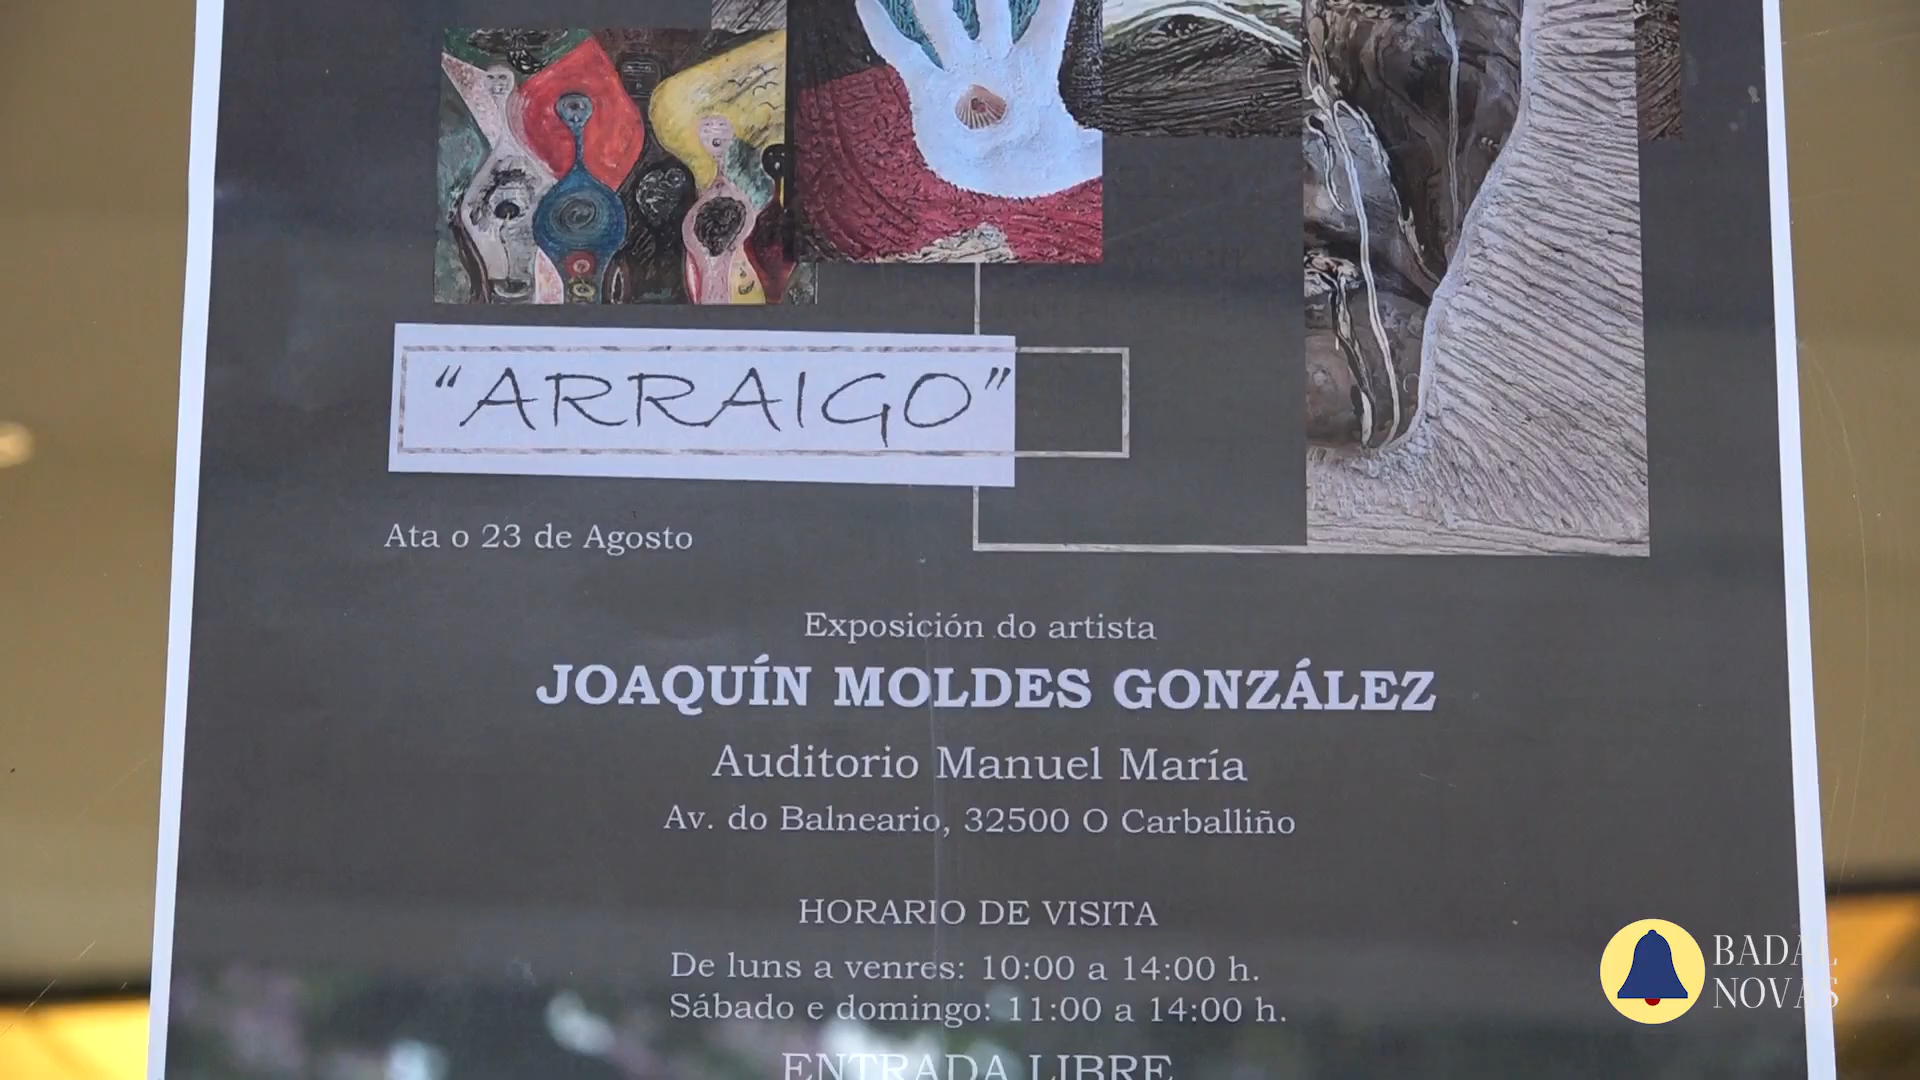 “ARRAIGO”
Ata o 23 de Agosto
Exposición do artista
JOAQUÍN MOLDES GONZÁLEZ
Auditorio Manuel María
Av. do Balneario, 32500 O Carballiño
HORARIO DE VISITA
De luns a venres: 10:00 a 14:00 h.
Sábado e domingo: 11:00 a 14:00 h.
ENTRADA LIBRE
BADAL
NOVAS